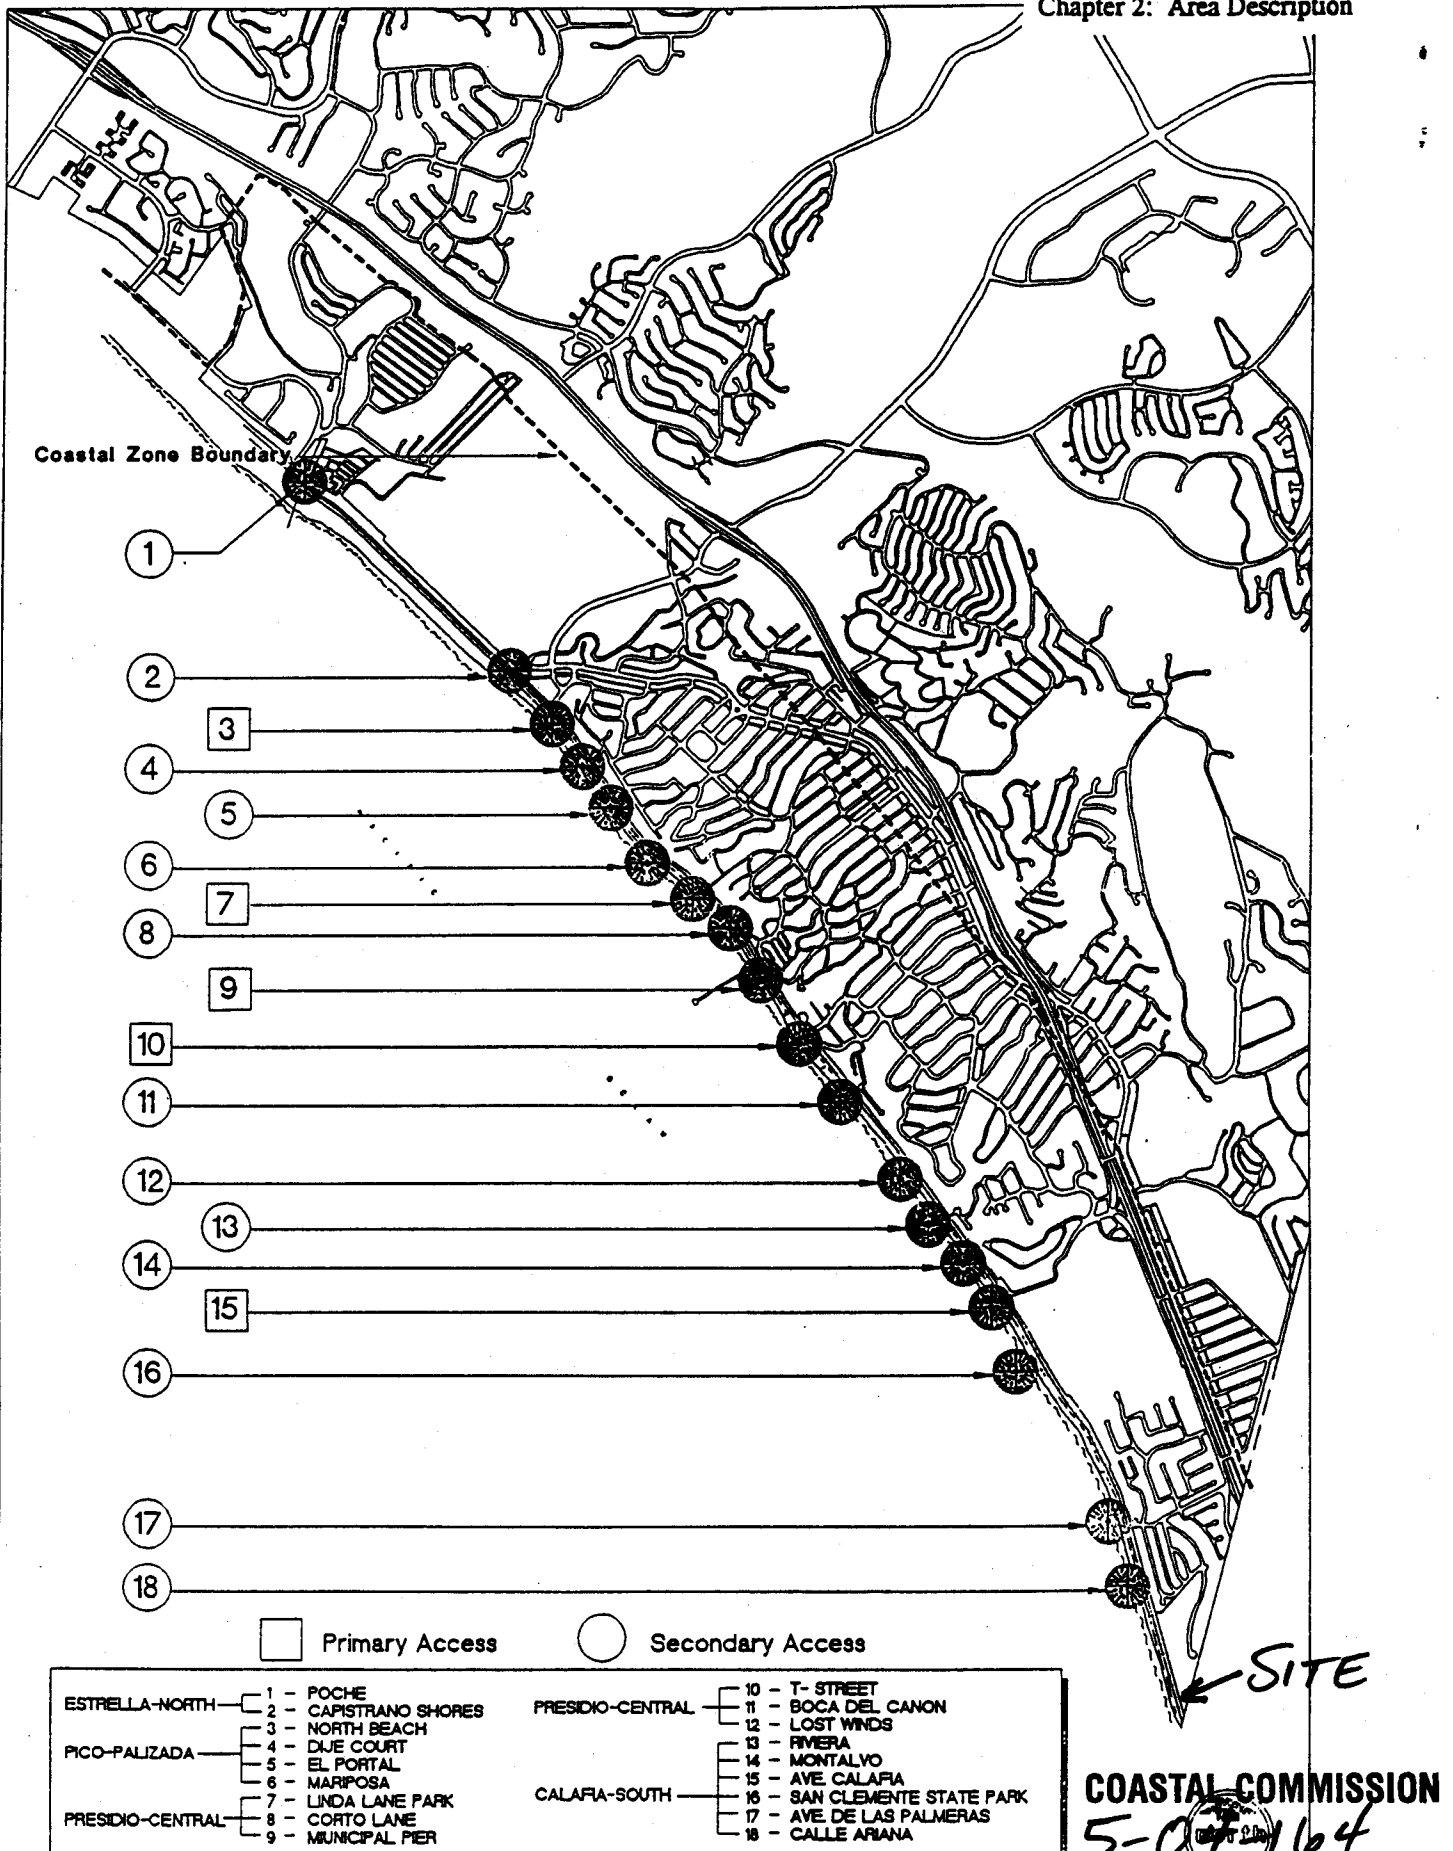 Chapter 2: Area Description
Coastal Zone Boundary
1
2
3
4
5
6
7
8
9
10
11
12
13
14
15
16
17
18
Primary Access
Secondary Access
SITE
ESTRELLA-NORTH
1 - POCHE
2 - CAPISTRANO SHORES
PICO-PALIZADA
3 - NORTH BEACH
4 - DIJE COURT
5 - EL PORTAL
6 - MARIPOSA
PRESIDIO-CENTRAL
7 - LINDA LANE PARK
8 - CORTO LANE
9 - MUNICIPAL PIER
PRESIDIO-CENTRAL
10 - T- STREET
11 - BOCA DEL CANON
12 - LOST WINDS
CALAFIA-SOUTH
13 - RIVIERA
14 - MONTALVO
15 - AVE. CALAFIA
16 - SAN CLEMENTE STATE PARK
17 - AVE. DE LAS PALMERAS
18 - CALLE ARIANA
COASTAL COMMISSION